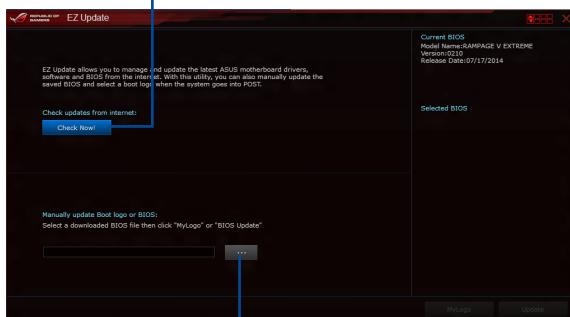 REPUBLIC OF
GAMERS
EZ Update
Current BIOS
Model Name:RAMPAGE V EXTREME
Version:0210
Release Date:07/17/2014
EZ Update allows you to manage and update the latest ASUS motherboard drivers,
software and BIOS from the internet. With this utility, you can also manually update the
saved BIOS and select a boot logo when the system goes into POST.
Check updates from internet:
Selected BIOS
Check Now!
Manually update Boot logo or BIOS:
Select a downloaded BIOS file then click "MyLogo" or "BIOS Update"
...
MyLogo
Update